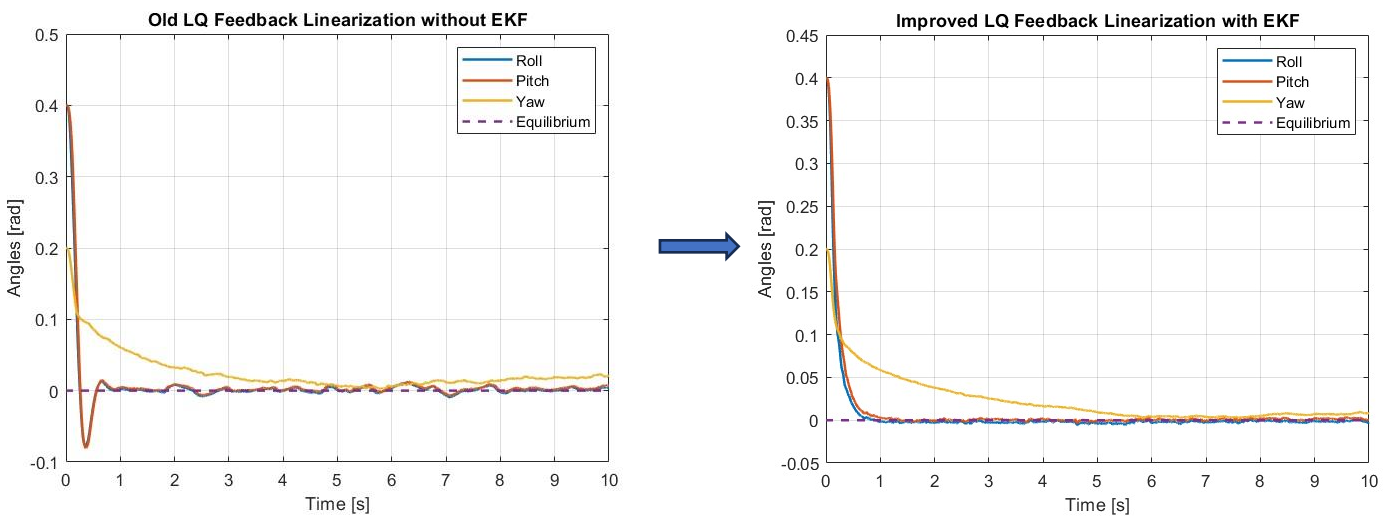 Old LQ Feedback Linearization without EKF
0.5
0.4
0.3
0.2
0.1
0
-0.1
Angles [rad]
Roll
Pitch
Yaw
Equilibrium
0 1 2 3 4 5 6 7 8 9 10
Time [s]
Improved LQ Feedback Linearization with EKF
0.45
0.4
0.35
0.3
0.25
0.2
0.15
0.1
0.05
0
-0.05
Angles [rad]
Roll
Pitch
Yaw
Equilibrium
0 1 2 3 4 5 6 7 8 9 10
Time [s]